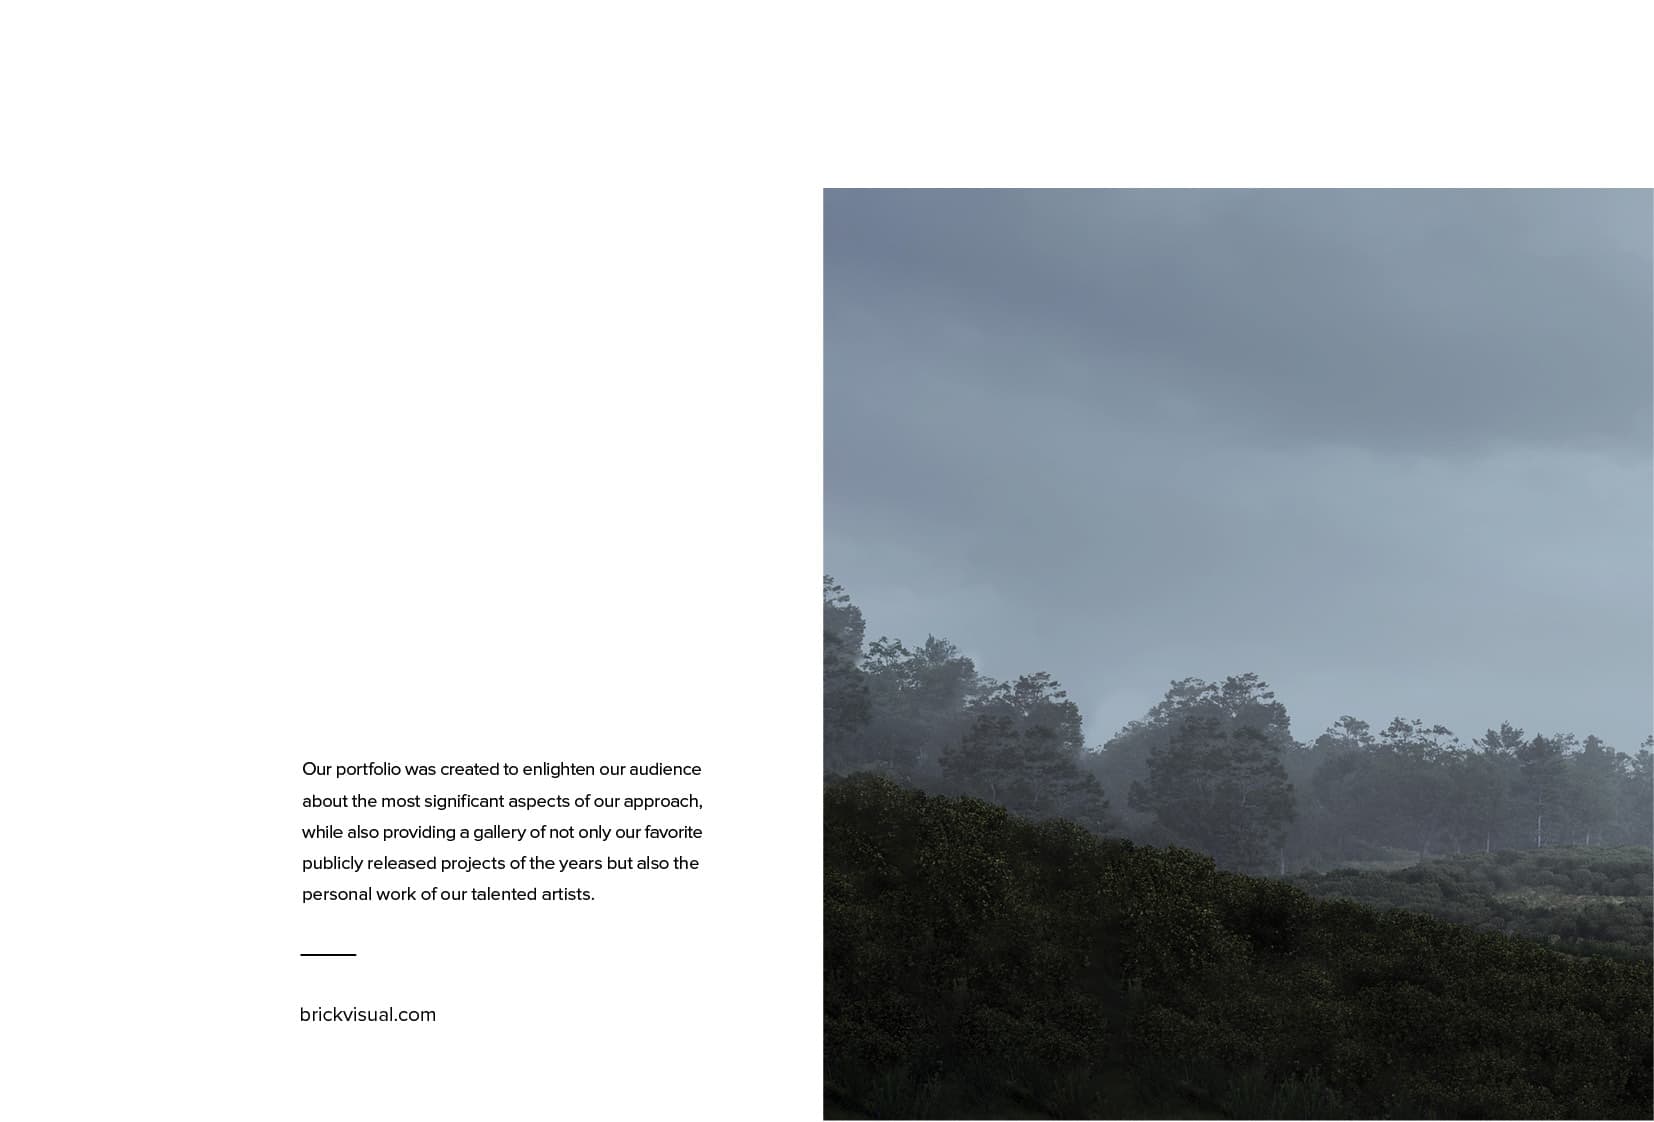 Our portfolio was created to enlighten our audience
about the most significant aspects of our approach,
while also providing a gallery of not only our favorite
publicly released projects of the years but also the
personal work of our talented artists.
brickvisual.com